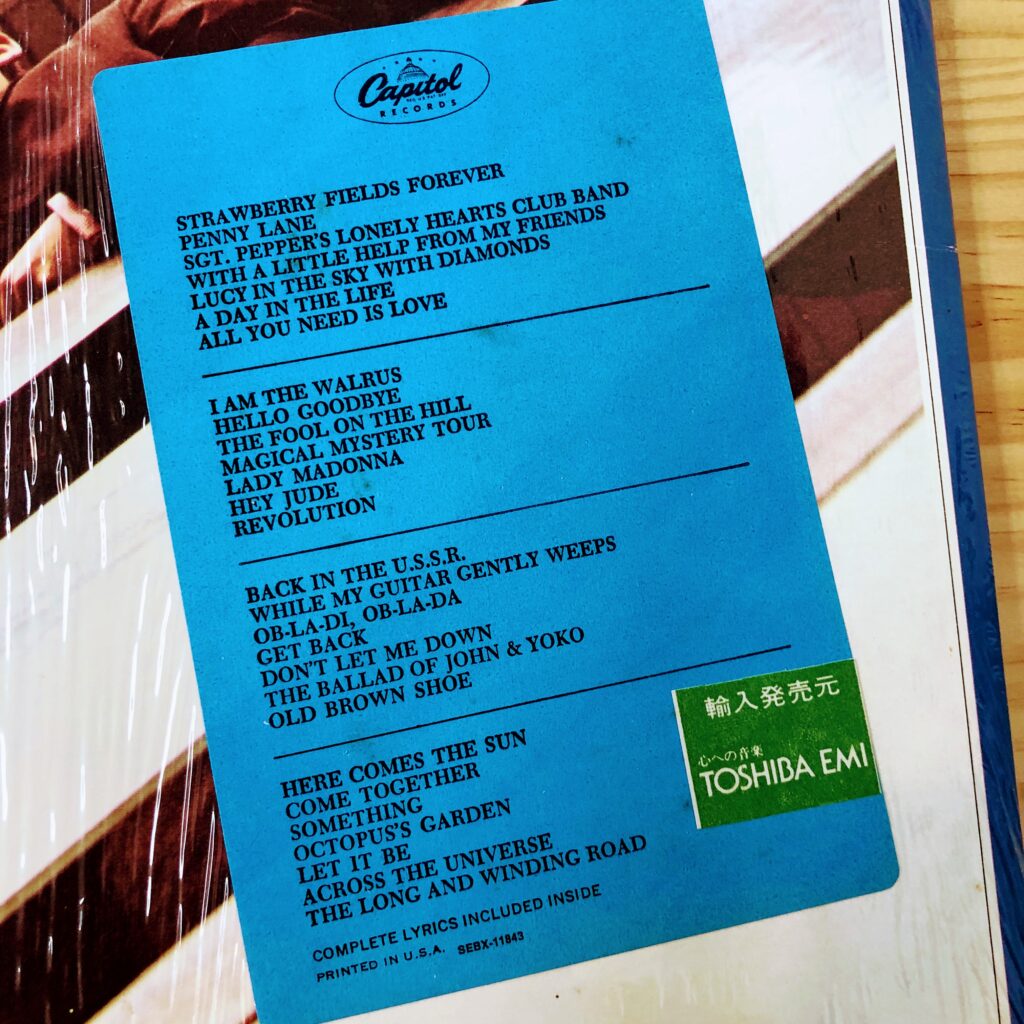 Capitol
REG. U.S. PAT. OFF.
RECORDS
STRAWBERRY FIELDS FOREVER
PENNY LANE
SGT. PEPPER'S LONELY HEARTS CLUB BAND
WITH A LITTLE HELP FROM MY FRIENDS
LUCY IN THE SKY WITH DIAMONDS
A DAY IN THE LIFE
ALL YOU NEED IS LOVE
I AM THE WALRUS
HELLO GOODBYE
THE FOOL ON THE HILL
MAGICAL MYSTERY TOUR
LADY MADONNA
HEY JUDE
REVOLUTION
BACK IN THE U.S.S.R.
WHILE MY GUITAR GENTLY WEEPS
OB-LA-DI, OB-LA-DA
GET BACK
DON'T LET ME DOWN
THE BALLAD OF JOHN & YOKO
OLD BROWN SHOE
輸入発売元
心への音楽
TOSHIBA EMI
HERE COMES THE SUN
COME TOGETHER
SOMETHING
OCTOPUS'S GARDEN
LET IT BE
ACROSS THE UNIVERSE
THE LONG AND WINDING ROAD
COMPLETE LYRICS INCLUDED INSIDE
PRINTED IN U.S.A. SEBX-11843